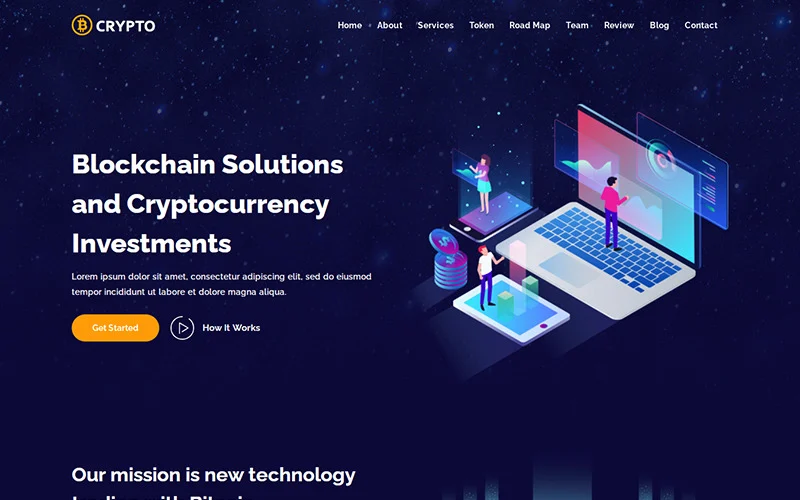 CRYPTO
Home About Services Token Road Map Team Review Blog Contact
Blockchain Solutions
and Cryptocurrency
Investments
Lorem ipsum dolor sit amet, consectetur adipiscing elit, sed do eiusmod
tempor incididunt ut labore et dolore magna aliqua.
Get Started
How It Works
Our mission is new technology